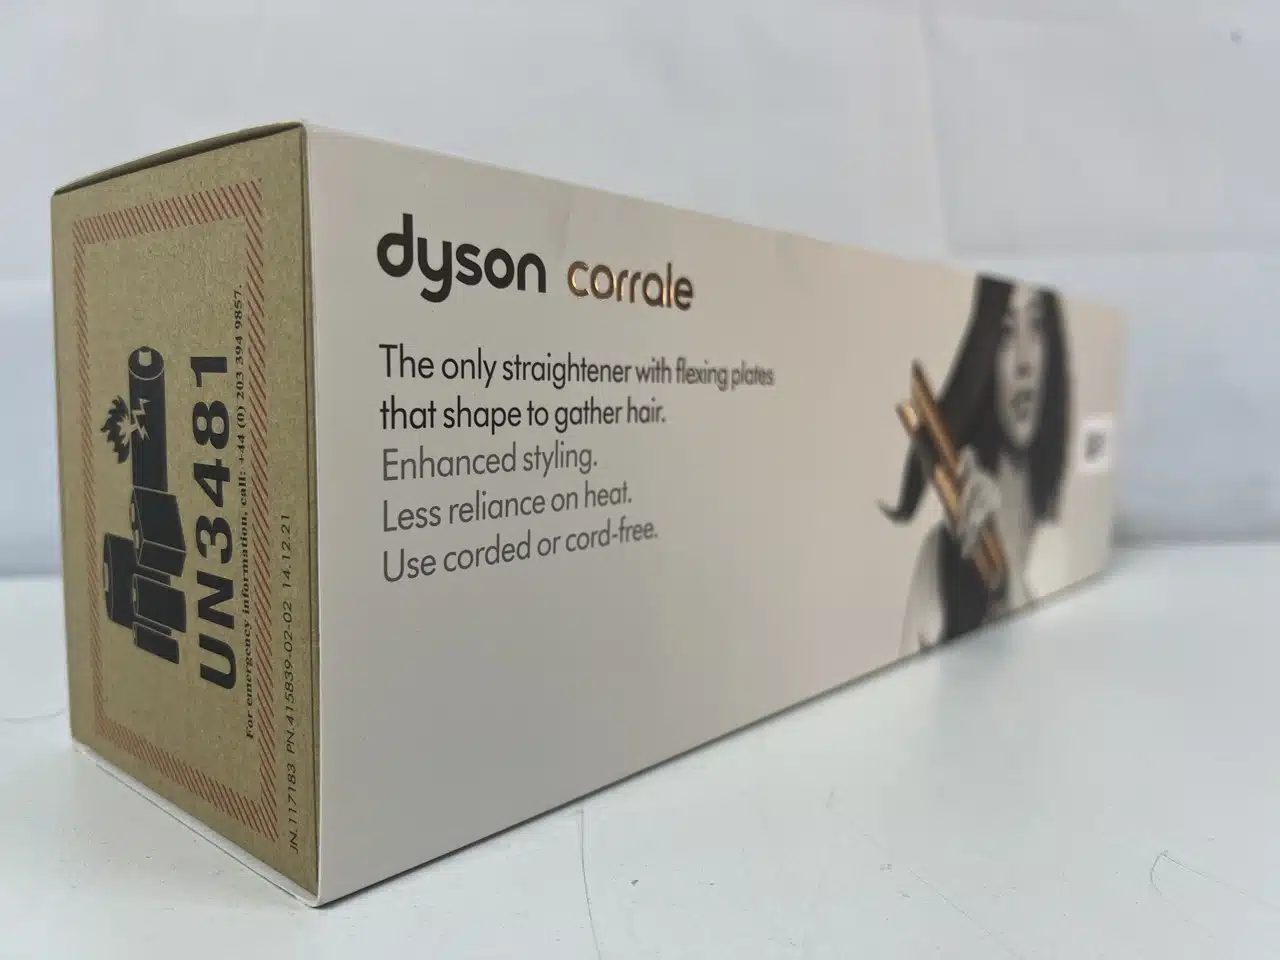 dyson corrale
The only straightener with flexing plates
that shape to gather hair.
Enhanced styling.
Less reliance on heat.
Use corded or cord-free.
UN3481
For emergency information, call: +44 (0) 203 394 9857.
JN.117183 PN.415839-02-02 14.12.21